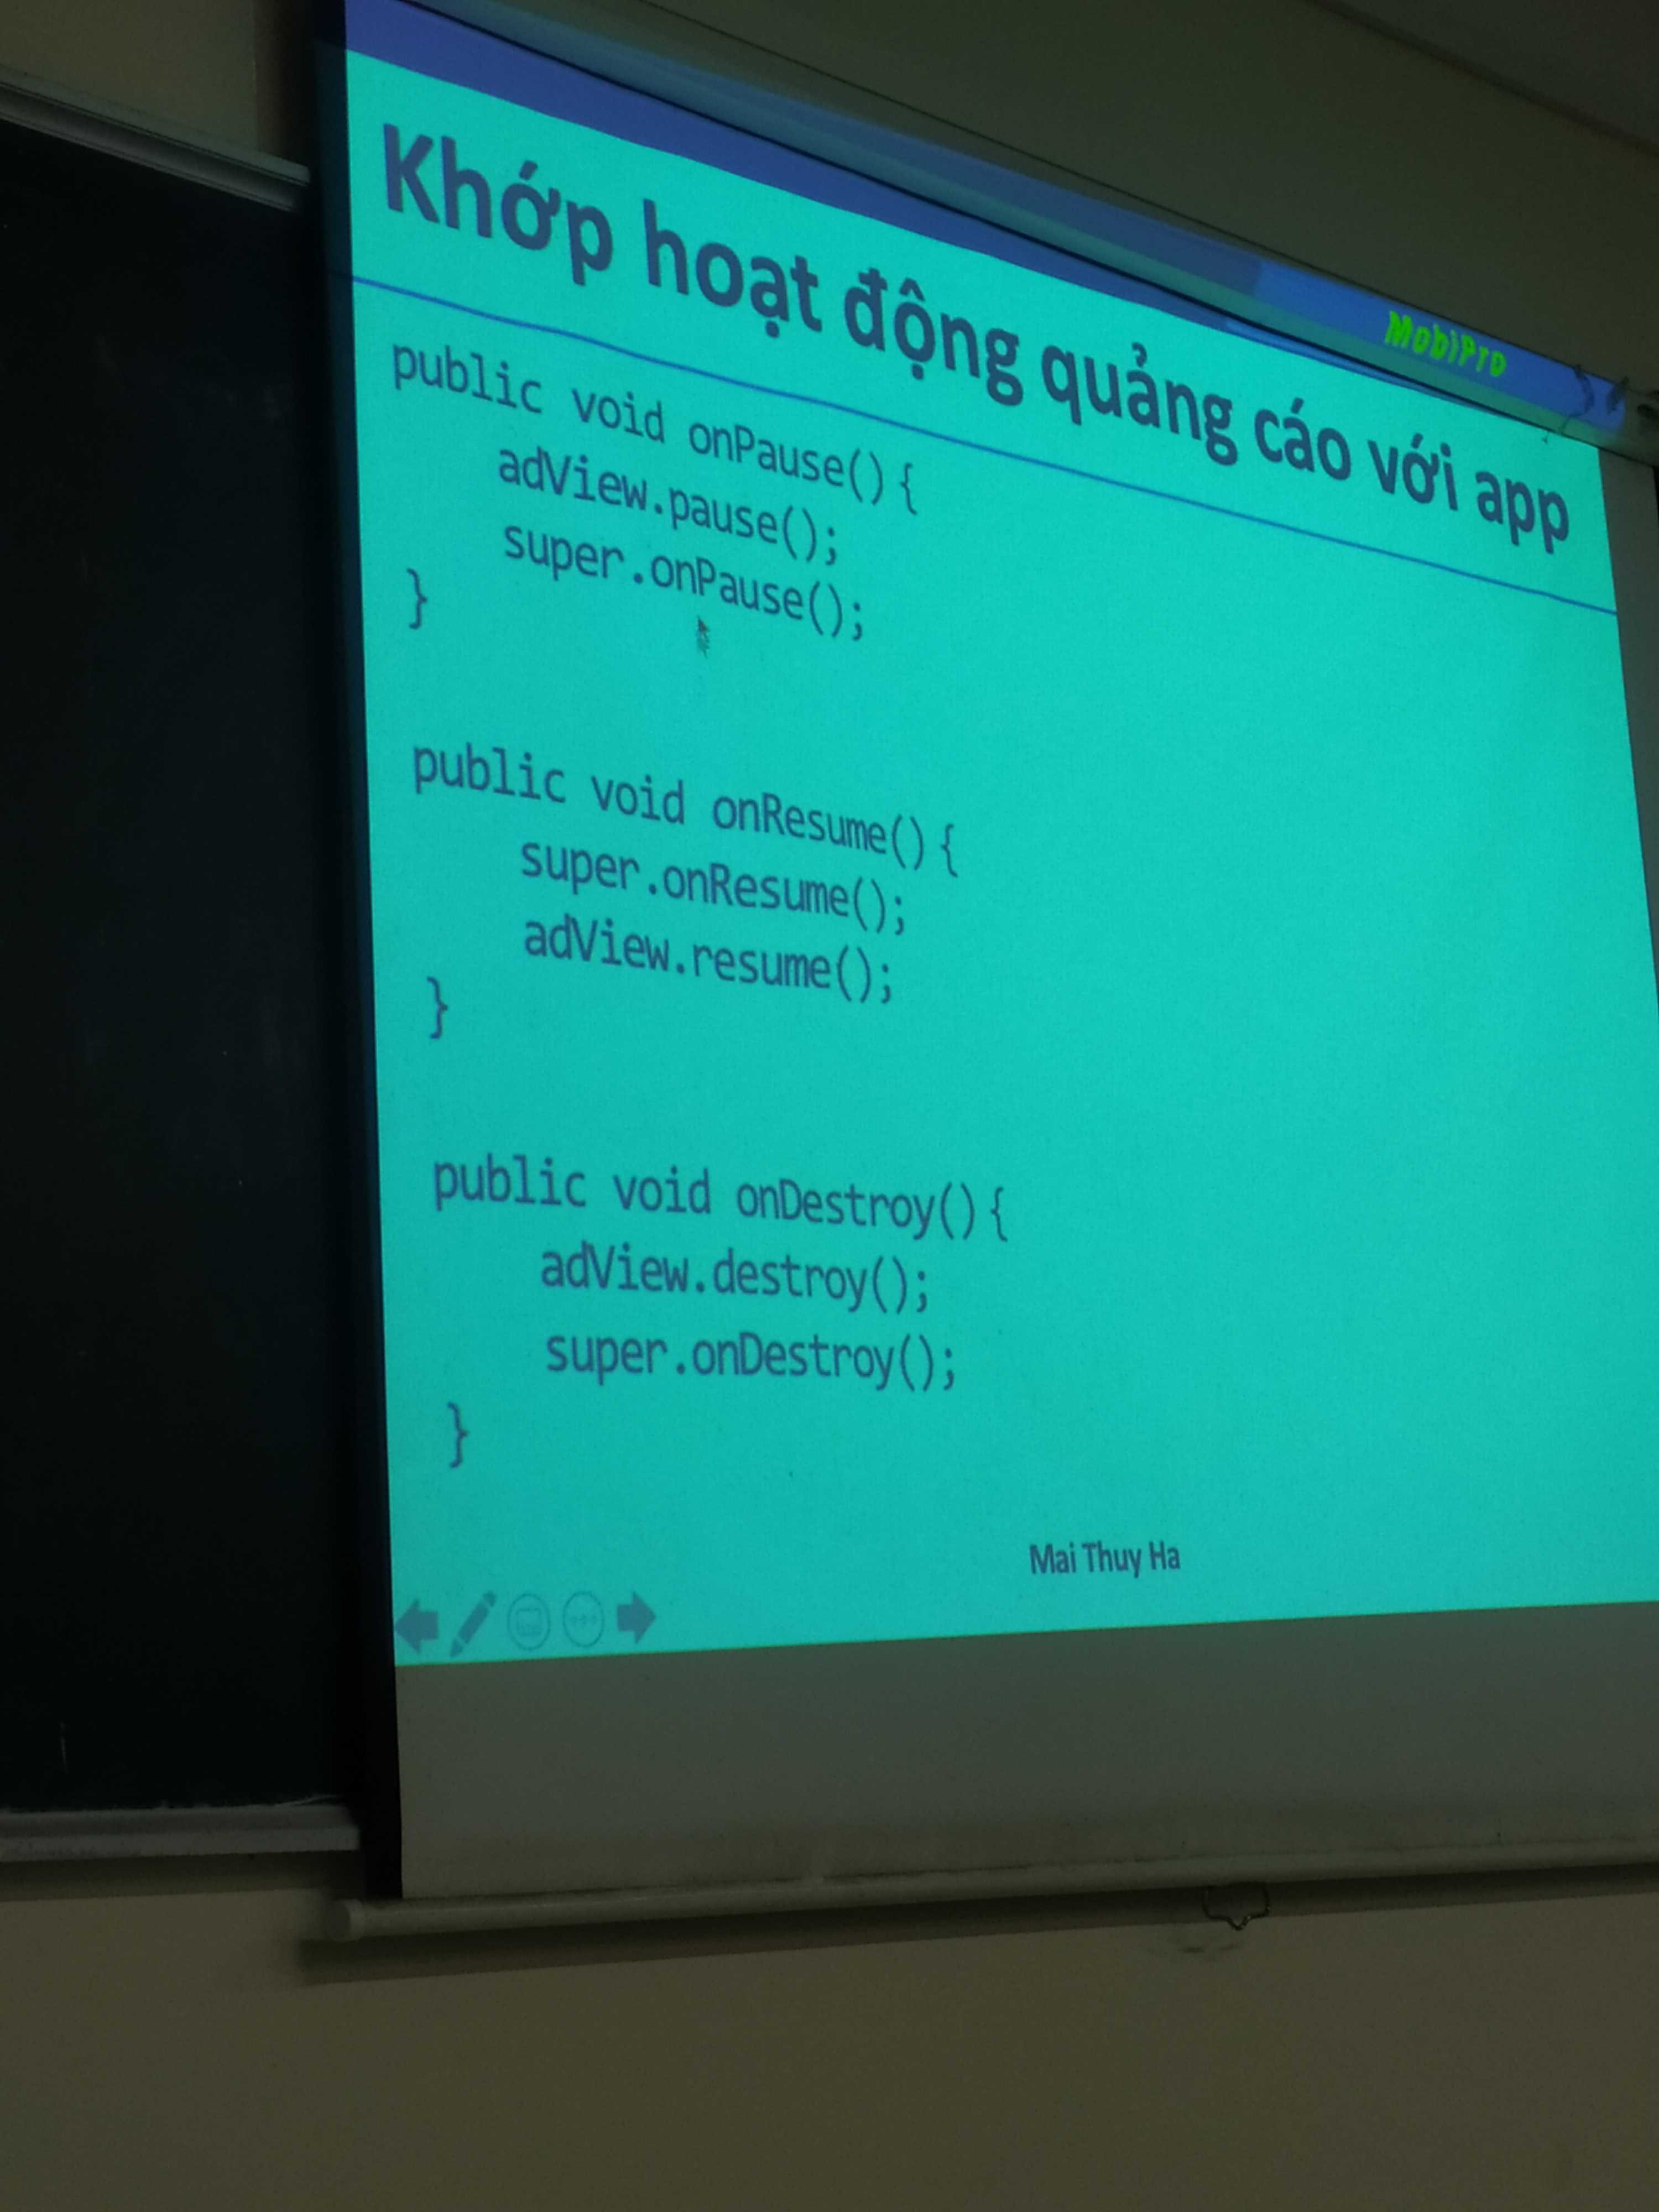 MobiPro
Khớp hoạt động quảng cáo với app
public void onPause(){
adView.pause();
super.onPause();
}
public void onResume(){
super.onResume();
adView.resume();
}
public void onDestroy(){
adView.destroy();
super.onDestroy();
}
Mai Thuy Ha